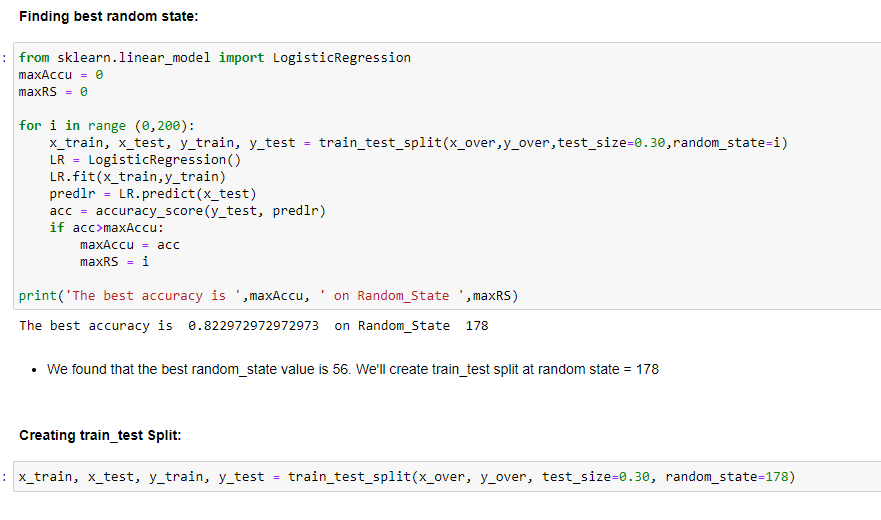 Finding best random state:
: from sklearn.linear_model import LogisticRegression
maxAccu = 0
maxRS = 0
for i in range (0,200):
    x_train, x_test, y_train, y_test = train_test_split(x_over,y_over,test_size=0.30,random_state=i)
    LR = LogisticRegression()
    LR.fit(x_train,y_train)
    predlr = LR.predict(x_test)
    acc = accuracy_score(y_test, predlr)
    if acc>maxAccu:
        maxAccu = acc
        maxRS = i
print('The best accuracy is ',maxAccu, ' on Random_State ',maxRS)
The best accuracy is  0.822972972972973  on Random_State  178
• We found that the best random_state value is 56. We'll create train_test split at random state = 178
Creating train_test Split:
: x_train, x_test, y_train, y_test = train_test_split(x_over, y_over, test_size=0.30, random_state=178)